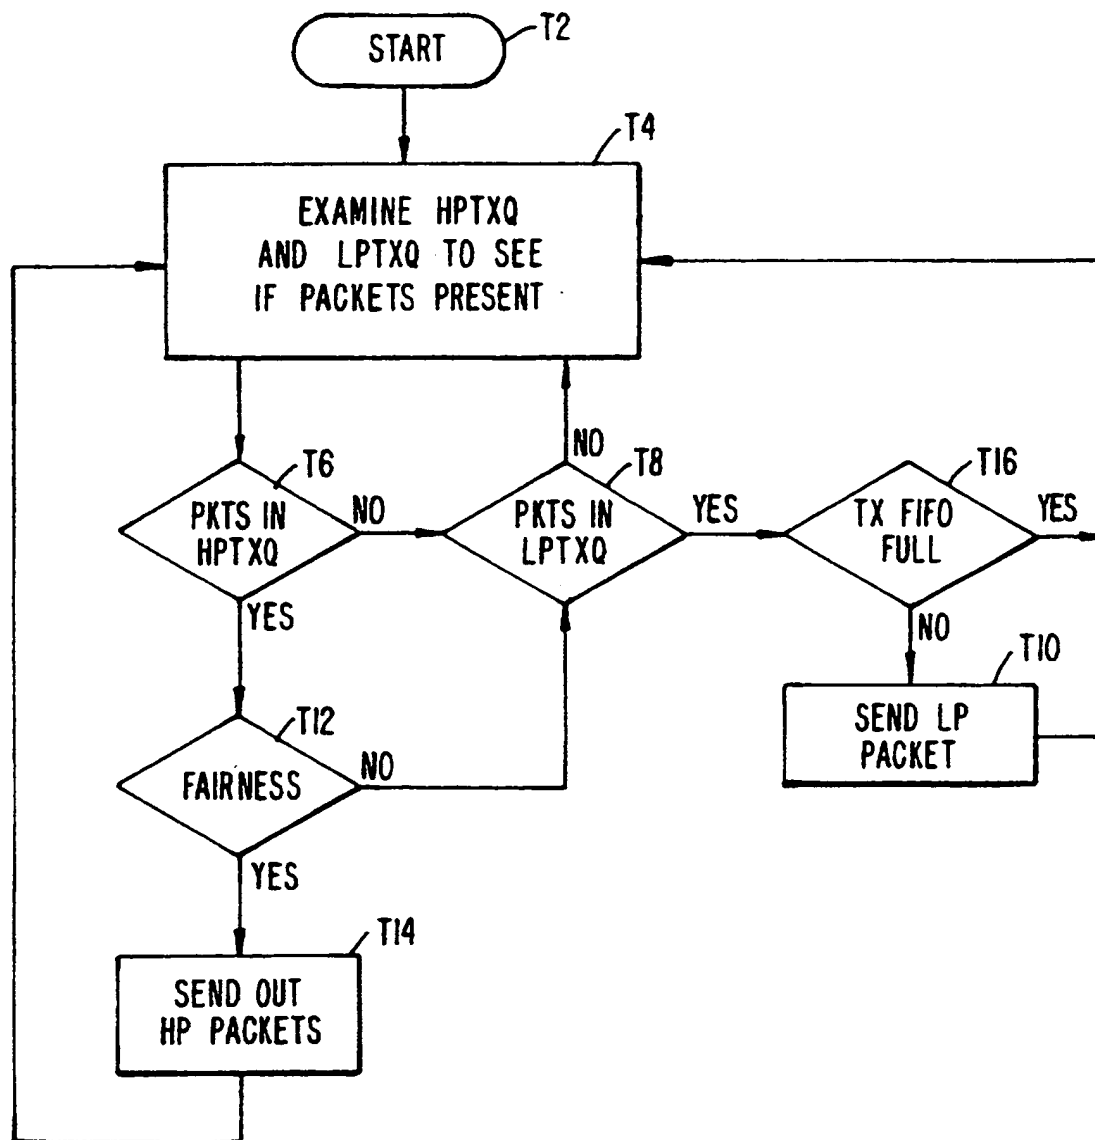 START
T2
T4
EXAMINE HPTXQ
AND LPTXQ TO SEE
IF PACKETS PRESENT
T6
PKTS IN
HPTXQ
NO
YES
NO
T8
PKTS IN
LPTXQ
YES
T16
TX FIFO
FULL
YES
NO
T10
SEND LP
PACKET
T12
FAIRNESS
NO
YES
T14
SEND OUT
HP PACKETS